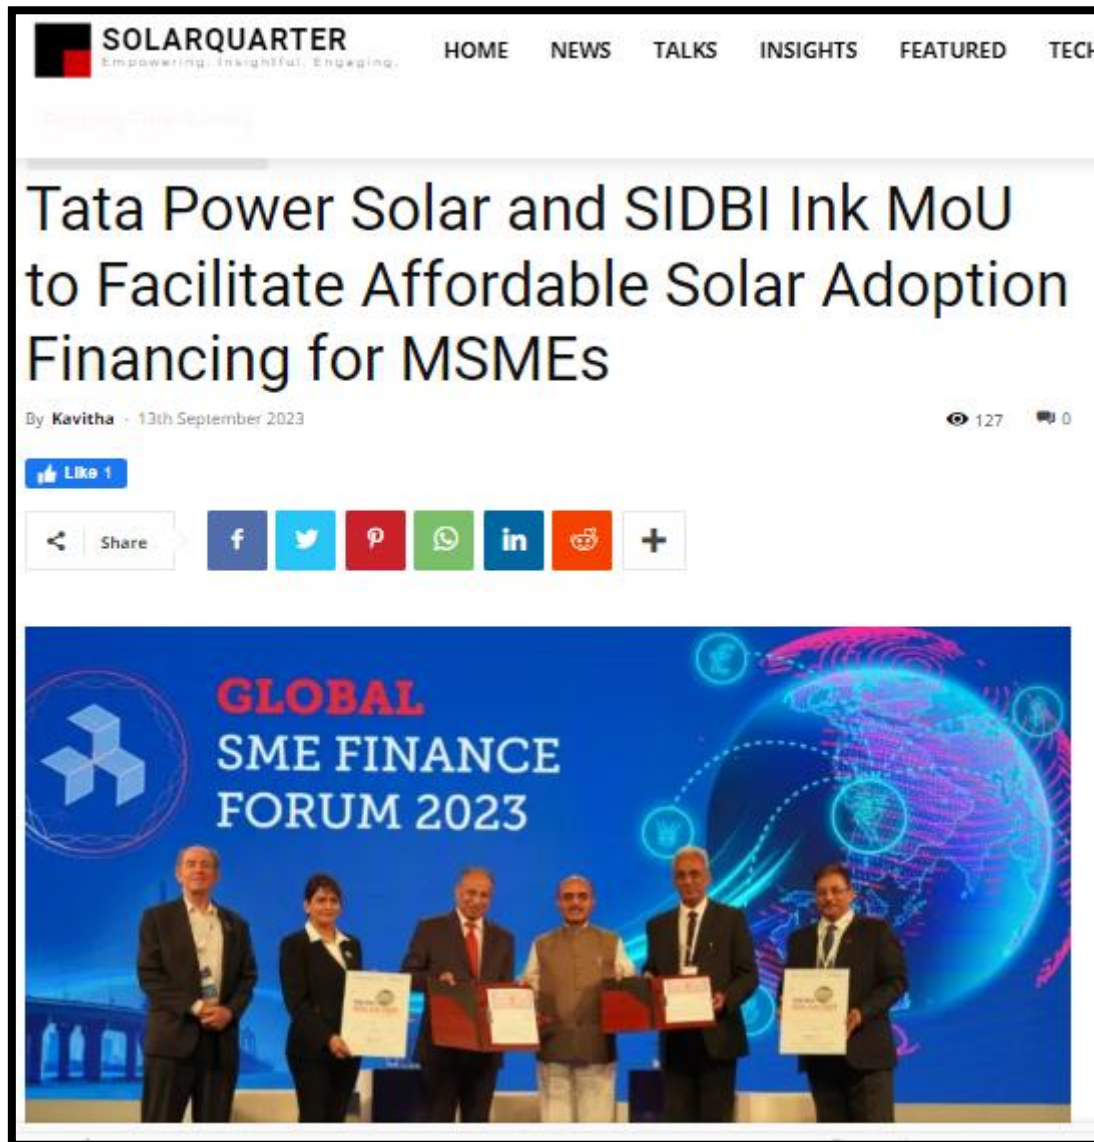 SOLARQUARTER
Empowering. Insightful. Engaging.
HOME NEWS TALKS INSIGHTS FEATURED TECH
Tata Power Solar and SIDBI Ink MoU
to Facilitate Affordable Solar Adoption
Financing for MSMEs
By Kavitha - 13th September 2023 127 0
Like 1
Share
GLOBAL
SME FINANCE
FORUM 2023